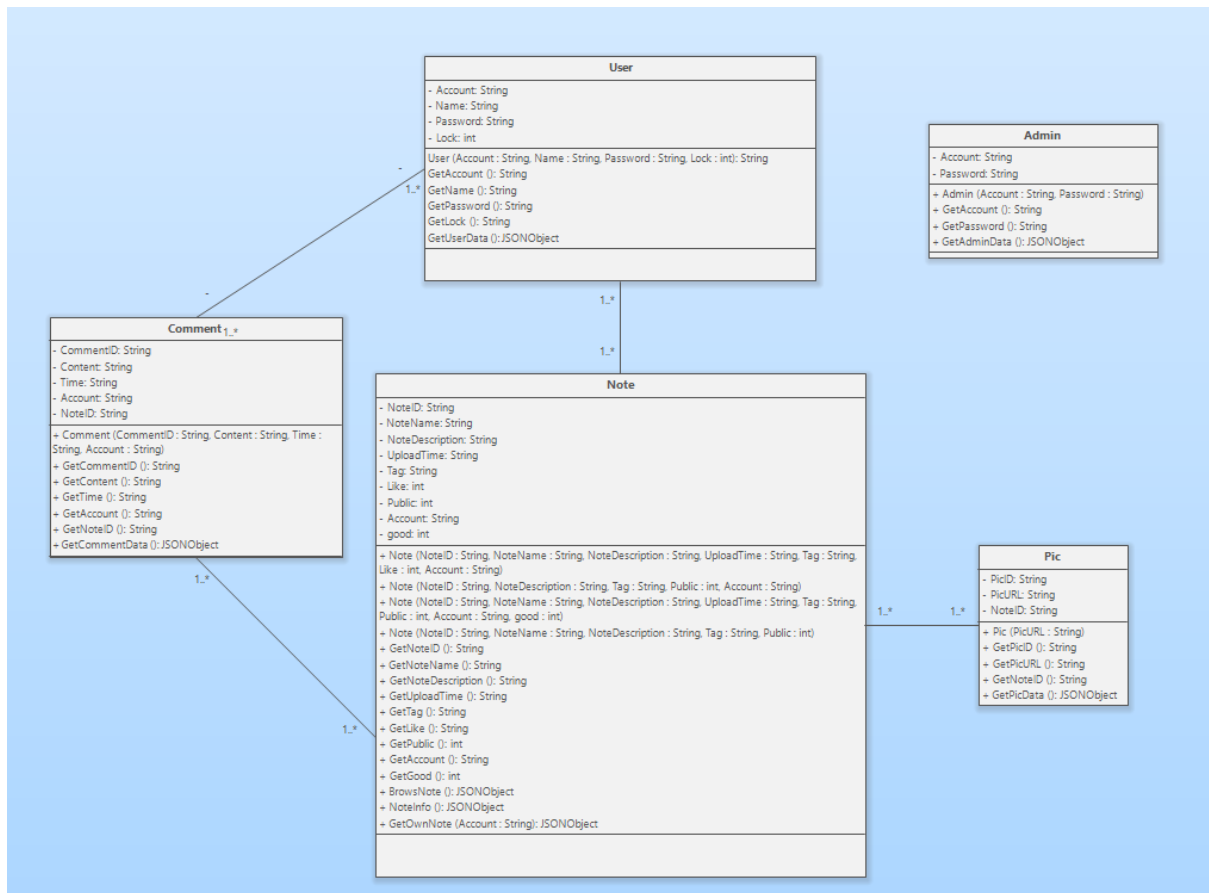 User
- Account: String
- Name: String
- Password: String
- Lock: int
User (Account : String, Name : String, Password : String, Lock : int): String
GetAccount (): String
GetName (): String
GetPassword (): String
GetLock (): String
GetUserData ():JSONObject
Admin
- Account: String
- Password: String
+ Admin (Account : String, Password : String)
+ GetAccount (): String
+ GetPassword (): String
+ GetAdminData (): JSONObject
-
1..*
-
1..*
1..*
1..*
Comment
- CommentID: String
- Content: String
- Time: String
- Account: String
- NoteID: String
+ Comment (CommentID : String, Content : String, Time :
String, Account : String)
+ GetCommentID (): String
+ GetContent (): String
+ GetTime (): String
+ GetAccount (): String
+ GetNoteID (): String
+ GetCommentData ():JSONObject
1..*
1..*
Note
- NoteID: String
- NoteName: String
- NoteDescription: String
- UploadTime: String
- Tag: String
- Like: int
- Public: int
- Account: String
- good: int
+ Note (NoteID : String, NoteName : String, NoteDescription : String, UploadTime : String, Tag : String,
Like : int, Account : String)
+ Note (NoteID : String, NoteDescription : String, Tag : String, Public : int, Account : String)
+ Note (NoteID : String, NoteName : String, NoteDescription : String, UploadTime : String, Tag : String,
Public : int, Account : String, good : int)
+ Note (NoteID : String, NoteName : String, NoteDescription : String, Tag : String, Public : int)
+ GetNoteID (): String
+ GetNoteName (): String
+ GetNoteDescription (): String
+ GetUploadTime (): String
+ GetTag (): String
+ GetLike (): String
+ GetPublic (): int
+ GetAccount (): String
+ GetGood (): int
+ BrowsNote (): JSONObject
+ NoteInfo (): JSONObject
+ GetOwnNote (Account : String): JSONObject
1..*
1..*
Pic
- PicID: String
- PicURL: String
- NoteID: String
+ Pic (PicURL : String)
+ GetPicID (): String
+ GetPicURL (): String
+ GetNoteID (): String
+ GetPicData (): JSONObject